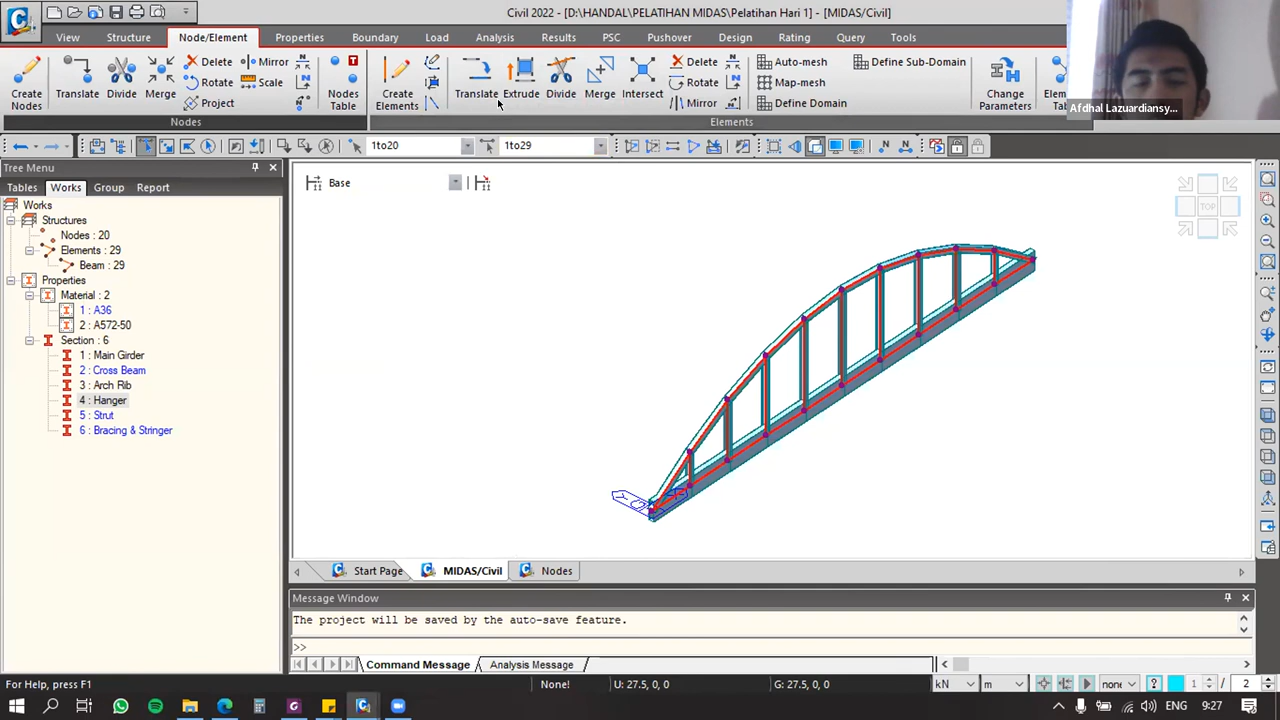 Civil 2022 - [D:\HANDAL\PELATIHAN MIDAS\Pelatihan Hari 1] - [MIDAS/Civil]
View Structure Node/Element Properties Boundary Load Analysis Results PSC Pushover Design Rating Query Tools
Create Nodes
Translate
Divide
Merge
Delete
Rotate
Project
Mirror
Scale
Nodes Table
Nodes
Create Elements
Translate
Extrude
Divide
Merge
Intersect
Delete
Rotate
Mirror
Auto-mesh
Map-mesh
Define Domain
Define Sub-Domain
Change Parameters
Elements
Afdhal Lazuardiansy...
1to20
1to29
Tree Menu
Tables Works Group Report
Works
Structures
Nodes: 20
Elements: 29
Beam: 29
Properties
Material: 2
1 : A36
2 : A572-50
Section: 6
1 : Main Girder
2 : Cross Beam
3 : Arch Rib
4 : Hanger
5 : Strut
6 : Bracing & Stringer
Base
TOP
Start Page MIDAS/Civil Nodes
Message Window
The project will be saved by the auto-save feature.
>>
Command Message Analysis Message
For Help, press F1 None! U: 27.5, 0, 0 G: 27.5, 0, 0 kN m none 1 / 2
ENG 9:27